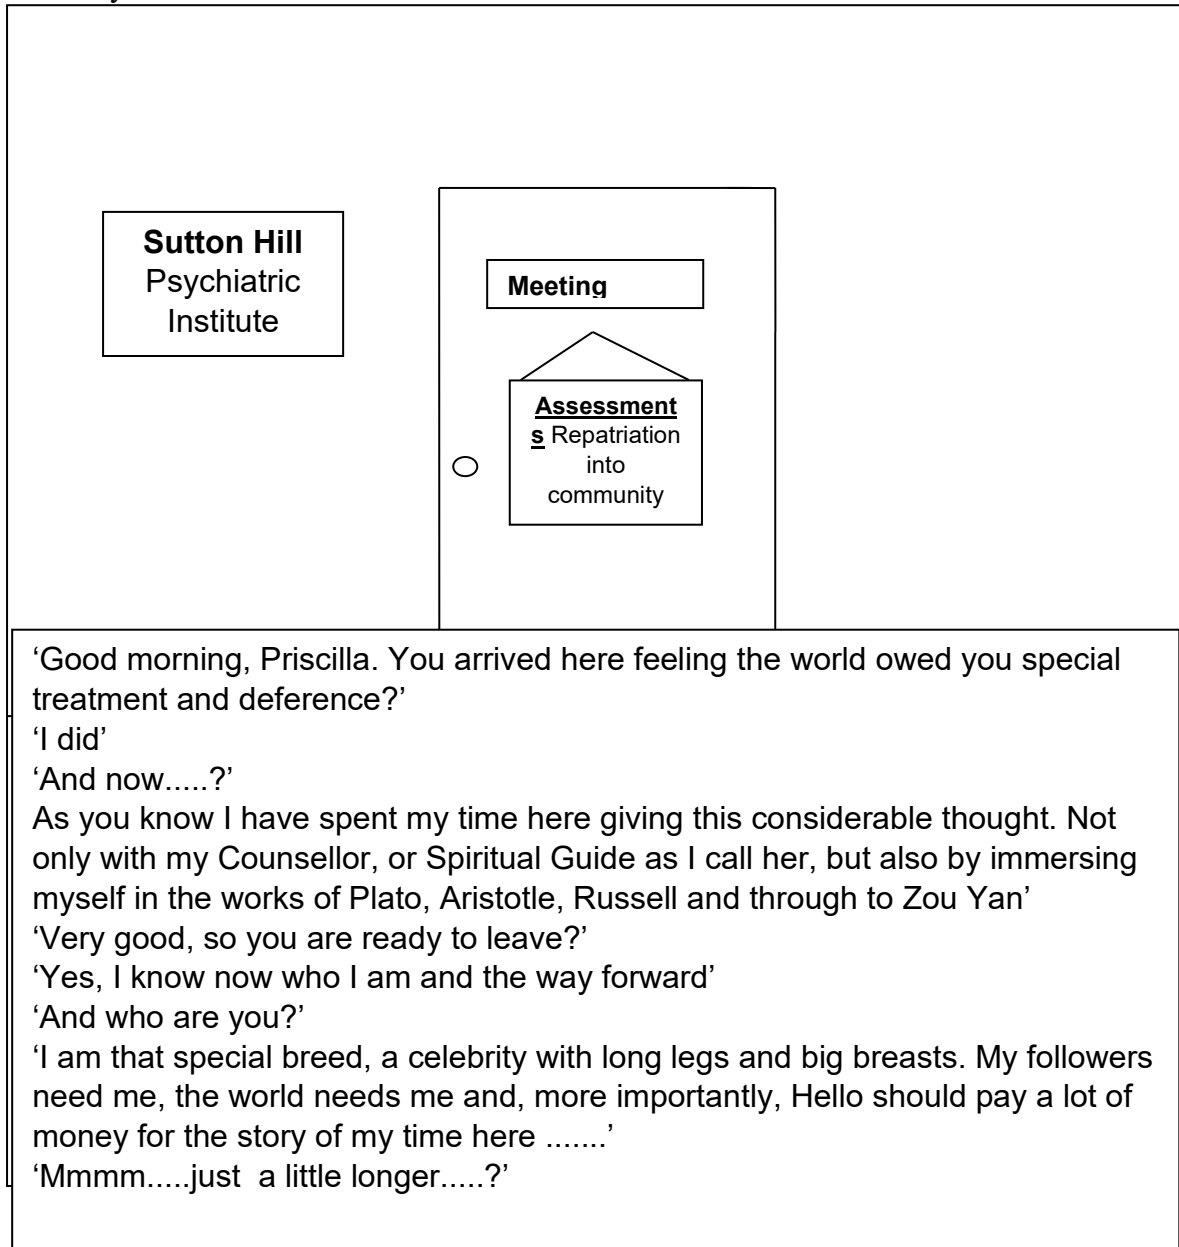 Sutton Hill
Psychiatric
Institute
Meeting
Assessment
s Repatriation
into
community
‘Good morning, Priscilla. You arrived here feeling the world owed you special
treatment and deference?’
‘I did’
‘And now.....?’
As you know I have spent my time here giving this considerable thought. Not
only with my Counsellor, or Spiritual Guide as I call her, but also by immersing
myself in the works of Plato, Aristotle, Russell and through to Zou Yan’
‘Very good, so you are ready to leave?’
‘Yes, I know now who I am and the way forward’
‘And who are you?’
‘I am that special breed, a celebrity with long legs and big breasts. My followers
need me, the world needs me and, more importantly, Hello should pay a lot of
money for the story of my time here .......’
‘Mmmm.....just  a little longer.....?’